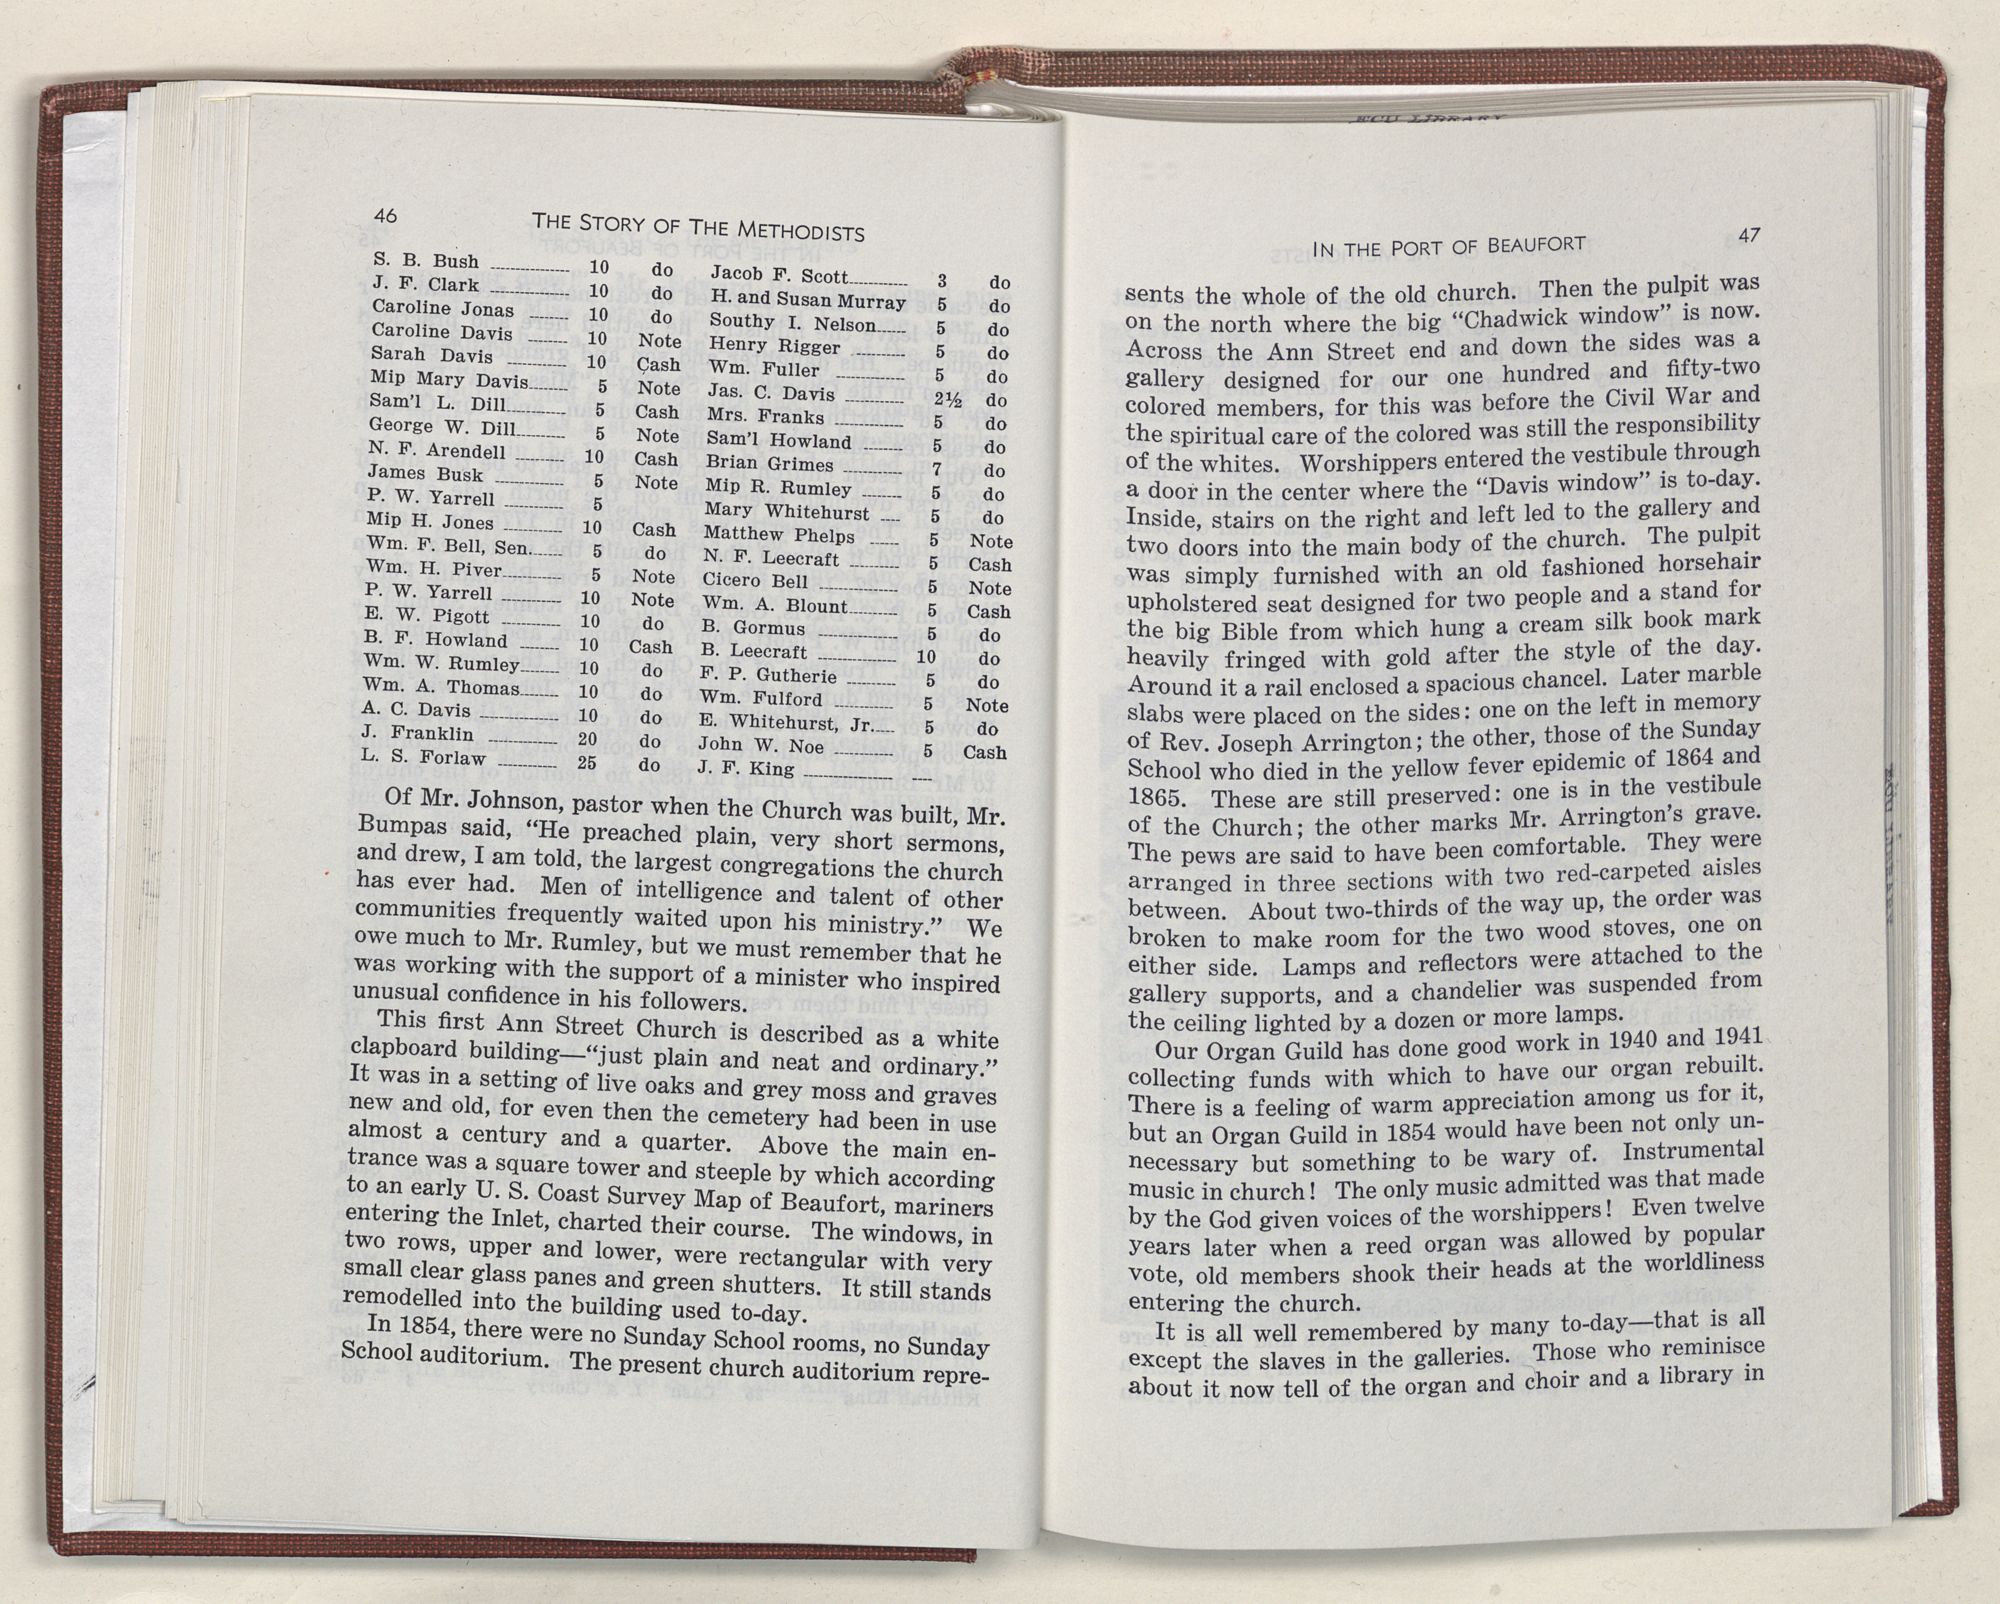 46
THE STORY OF THE METHODISTS
S. B. Bush 10 do
J. F. Clark 10 do
Caroline Jonas 10 do
Caroline Davis 10 Note
Sarah Davis 10 Cash
Mip Mary Davis 5 Note
Sam'l L. Dill 5 Cash
George W. Dill 5 Note
N. F. Arendell 10 Cash
James Busk 5 Note
P. W. Yarrell 5
Mip H. Jones 10 Cash
Wm. F. Bell, Sen. 5 do
Wm. H. Piver 5 Note
P. W. Yarrell 10 Note
E. W. Pigott 10 do
B. F. Howland 10 Cash
Wm. W. Rumley 10 do
Wm. A. Thomas 10 do
A. C. Davis 10 do
J. Franklin 20 do
L. S. Forlaw 25 do
Jacob F. Scott 3 do
H. and Susan Murray 5 do
Southy I. Nelson 5 do
Henry Rigger 5 do
Wm. Fuller 5 do
Jas. C. Davis 2½ do
Mrs. Franks 5 do
Sam'l Howland 5 do
Brian Grimes 7 do
Mip R. Rumley 5 do
Mary Whitehurst 5 do
Matthew Phelps 5 Note
N. F. Leecraft 5 Cash
Cicero Bell 5 Note
Wm. A. Blount 5 Cash
B. Gormus 5 do
B. Leecraft 10 do
F. P. Gutherie 5 do
Wm. Fulford 5 Note
E. Whitehurst, Jr. 5 do
John W. Noe 5 Cash
J. F. King
Of Mr. Johnson, pastor when the Church was built, Mr.
Bumpas said, "He preached plain, very short sermons,
and drew, I am told, the largest congregations the church
has ever had. Men of intelligence and talent of other
communities frequently waited upon his ministry." We
owe much to Mr. Rumley, but we must remember that he
was working with the support of a minister who inspired
unusual confidence in his followers.
This first Ann Street Church is described as a white
clapboard building—"just plain and neat and ordinary."
It was in a setting of live oaks and grey moss and graves
new and old, for even then the cemetery had been in use
almost a century and a quarter. Above the main en-
trance was a square tower and steeple by which according
to an early U. S. Coast Survey Map of Beaufort, mariners
entering the Inlet, charted their course. The windows, in
two rows, upper and lower, were rectangular with very
small clear glass panes and green shutters. It still stands
remodelled into the building used to-day.
In 1854, there were no Sunday School rooms, no Sunday
School auditorium. The present church auditorium repre-
ECU LIBRARY
IN THE PORT OF BEAUFORT
47
sents the whole of the old church. Then the pulpit was
on the north where the big "Chadwick window" is now.
Across the Ann Street end and down the sides was a
gallery designed for our one hundred and fifty-two
colored members, for this was before the Civil War and
the spiritual care of the colored was still the responsibility
of the whites. Worshippers entered the vestibule through
a door in the center where the "Davis window" is to-day.
Inside, stairs on the right and left led to the gallery and
two doors into the main body of the church. The pulpit
was simply furnished with an old fashioned horsehair
upholstered seat designed for two people and a stand for
the big Bible from which hung a cream silk book mark
heavily fringed with gold after the style of the day.
Around it a rail enclosed a spacious chancel. Later marble
slabs were placed on the sides: one on the left in memory
of Rev. Joseph Arrington; the other, those of the Sunday
School who died in the yellow fever epidemic of 1864 and
1865. These are still preserved: one is in the vestibule
of the Church; the other marks Mr. Arrington's grave.
The pews are said to have been comfortable. They were
arranged in three sections with two red-carpeted aisles
between. About two-thirds of the way up, the order was
broken to make room for the two wood stoves, one on
either side. Lamps and reflectors were attached to the
gallery supports, and a chandelier was suspended from
the ceiling lighted by a dozen or more lamps.
Our Organ Guild has done good work in 1940 and 1941
collecting funds with which to have our organ rebuilt.
There is a feeling of warm appreciation among us for it,
but an Organ Guild in 1854 would have been not only un-
necessary but something to be wary of. Instrumental
music in church! The only music admitted was that made
by the God given voices of the worshippers! Even twelve
years later when a reed organ was allowed by popular
vote, old members shook their heads at the worldliness
entering the church.
It is all well remembered by many to-day—that is all
except the slaves in the galleries. Those who reminisce
about it now tell of the organ and choir and a library in